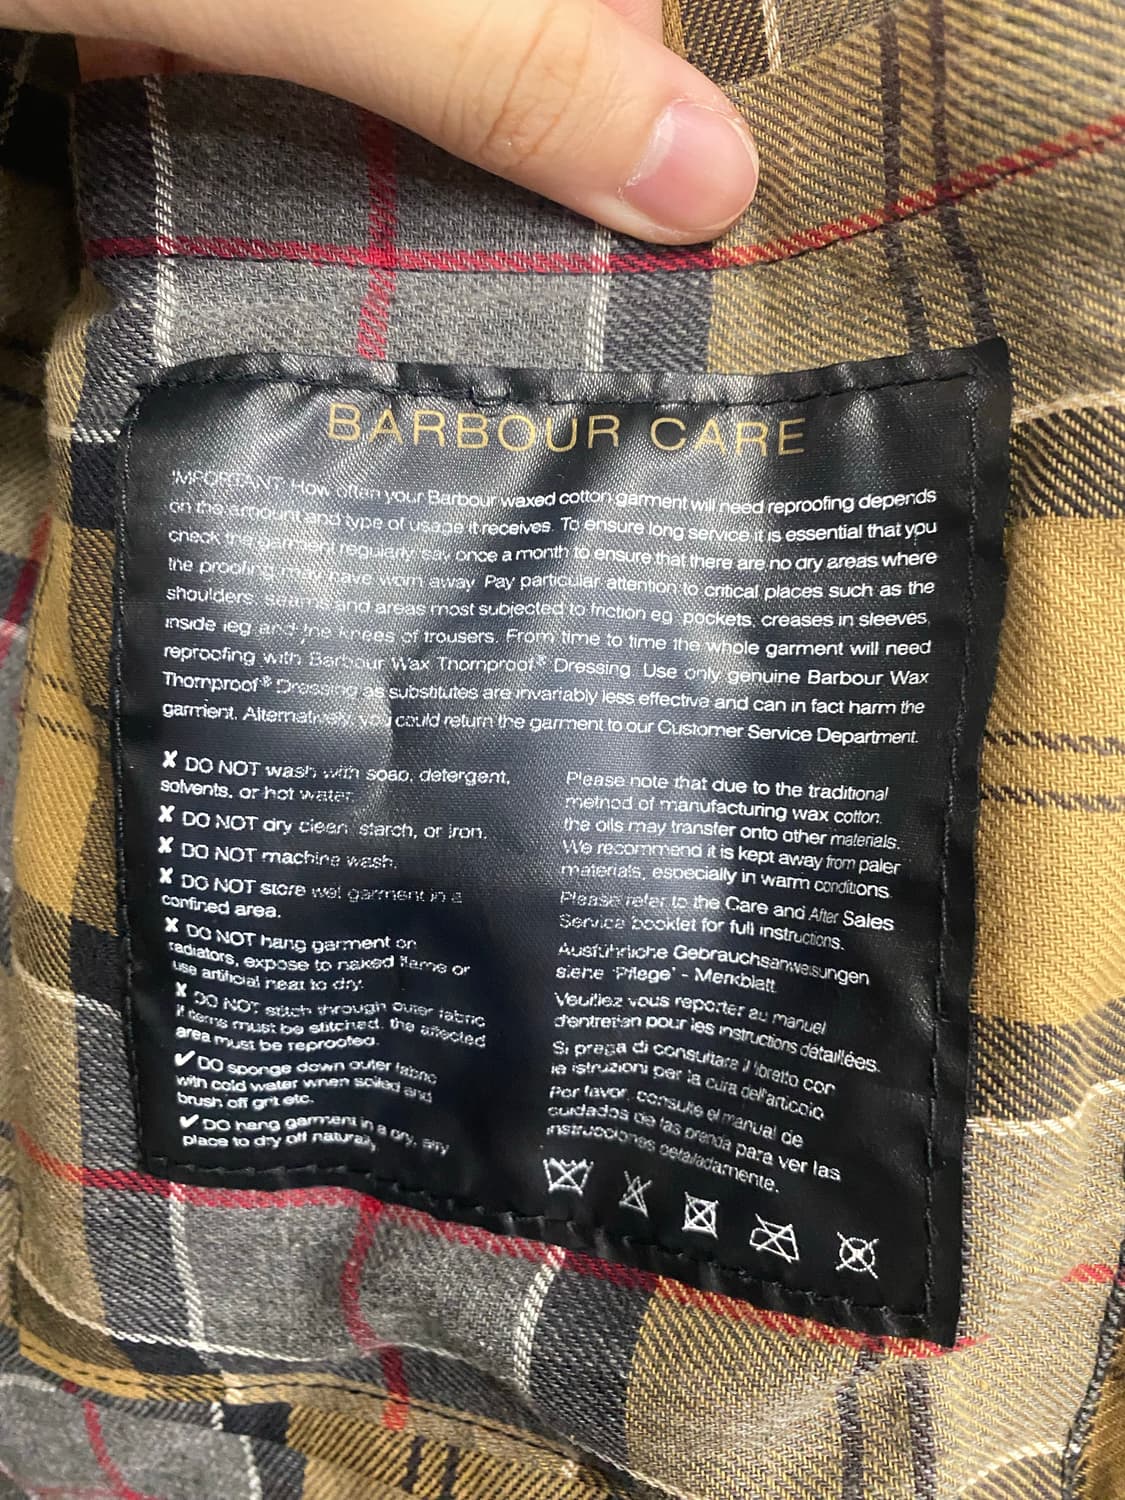 BARBOUR CARE
IMPORTANT: How often your Barbour waxed cotton garment will need reproofing depends
on the amount and type of usage it receives. To ensure long service it is essential that you
check the garment regularly say once a month to ensure that there are no dry areas where
the proofing may have worn away. Pay particular attention to critical places such as the
shoulders, seams and areas most subjected to friction eg. pockets, creases in sleeves,
inside leg and the knees of trousers. From time to time the whole garment will need
reproofing with Barbour Wax Thornproof® Dressing. Use only genuine Barbour Wax
Thornproof® Dressing as substitutes are invariably less effective and can in fact harm the
garment. Alternatively, you could return the garment to our Customer Service Department.
✘ DO NOT wash with soap, detergent,
solvents, or hot water.
✘ DO NOT dry clean, starch, or iron.
✘ DO NOT machine wash.
✘ DO NOT store wet garment in a
confined area.
✘ DO NOT hang garment on
radiators, expose to naked flame or
use artificial heat to dry.
✘ DO NOT stitch through outer fabric
if items must be stitched, the affected
area must be reproofed.
✔ DO sponge down outer fabric
with cold water when soiled and
brush off grit etc.
✔ DO hang garment in a dry, airy
place to dry off naturally
Please note that due to the traditional
method of manufacturing wax cotton,
the oils may transfer onto other materials.
We recommend it is kept away from paler
materials, especially in warm conditions.
Please refer to the Care and After Sales
Service booklet for full instructions.
Ausführliche Gebrauchsanweisungen
siehe 'Pflege' - Merkblatt
Veuillez vous reporter au manuel
d'entretien pour les instructions détaillées.
Si prega di consultare il libretto con
le istruzioni per la cura dell'articolo
Por favor, consulte el manual de
cuidados de las prenda para ver las
instrucciones detalladamente.